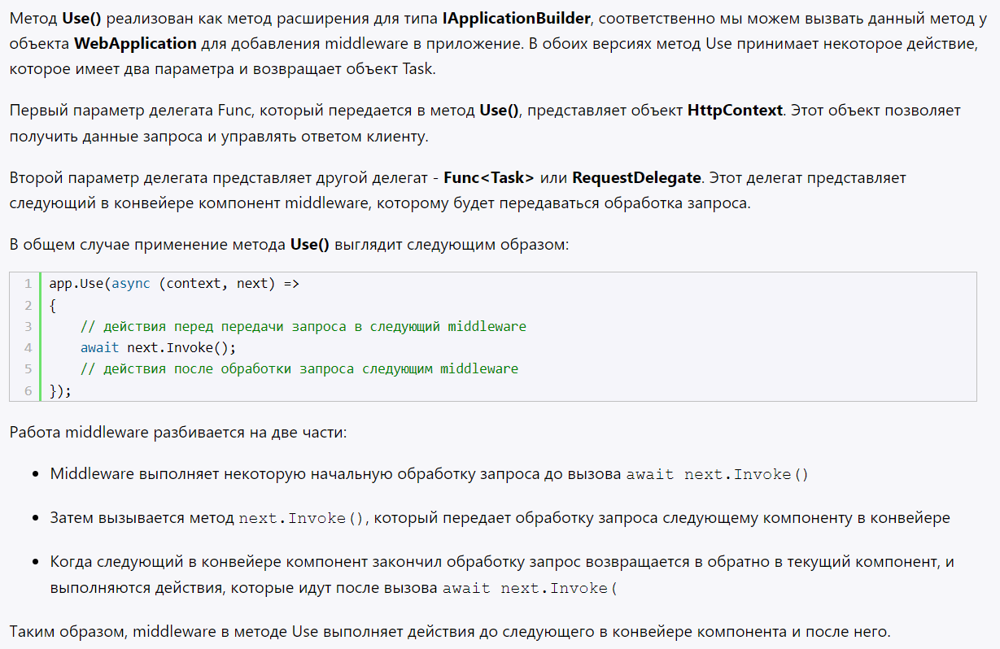 Метод Use() реализован как метод расширения для типа IApplicationBuilder, соответственно мы можем вызвать данный метод у
объекта WebApplication для добавления middleware в приложение. В обоих версиях метод Use принимает некоторое действие,
которое имеет два параметра и возвращает объект Task.
Первый параметр делегата Func, который передается в метод Use(), представляет объект HttpContext. Этот объект позволяет
получить данные запроса и управлять ответом клиенту.
Второй параметр делегата представляет другой делегат - Func<Task> или RequestDelegate. Этот делегат представляет
следующий в конвейере компонент middleware, которому будет передаваться обработка запроса.
В общем случае применение метода Use() выглядит следующим образом:
1 app.Use(async (context, next) =>
2 {
3     // действия перед передачи запроса в следующий middleware
4     await next.Invoke();
5     // действия после обработки запроса следующим middleware
6 });
Работа middleware разбивается на две части:
• Middleware выполняет некоторую начальную обработку запроса до вызова await next.Invoke()
• Затем вызывается метод next.Invoke(), который передает обработку запроса следующему компоненту в конвейере
• Когда следующий в конвейере компонент закончил обработку запрос возвращается в обратно в текущий компонент, и
выполняются действия, которые идут после вызова await next.Invoke(
Таким образом, middleware в методе Use выполняет действия до следующего в конвейере компонента и после него.